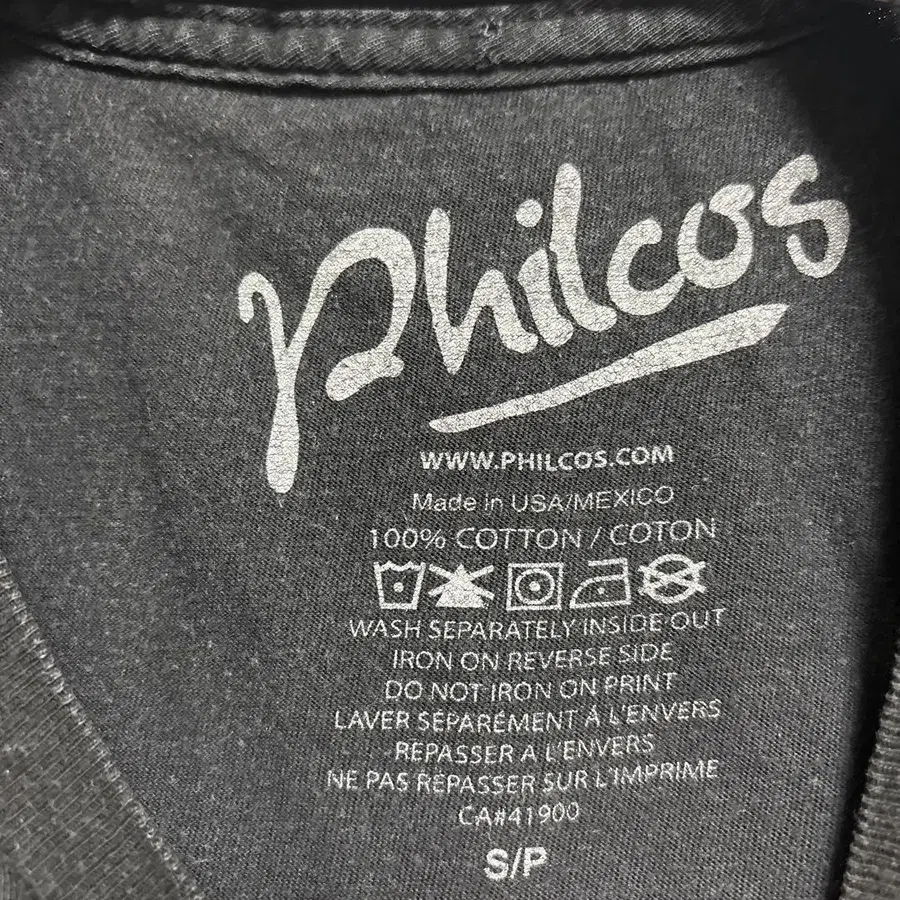 Philcos
WWW.PHILCOS.COM
Made in USA/MEXICO
100% COTTON / COTON
WASH SEPARATELY INSIDE OUT
IRON ON REVERSE SIDE
DO NOT IRON ON PRINT
LAVER SÉPARÉMENT À L'ENVERS
REPASSER A L'ENVERS
NE PAS REPASSER SUR L'IMPRIME
CA#41900
S/P